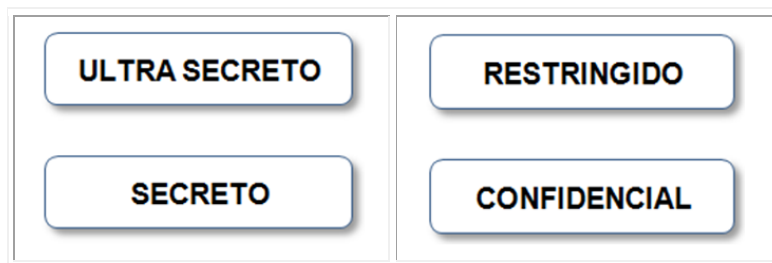 ULTRA SECRETO
SECRETO
RESTRINGIDO
CONFIDENCIAL